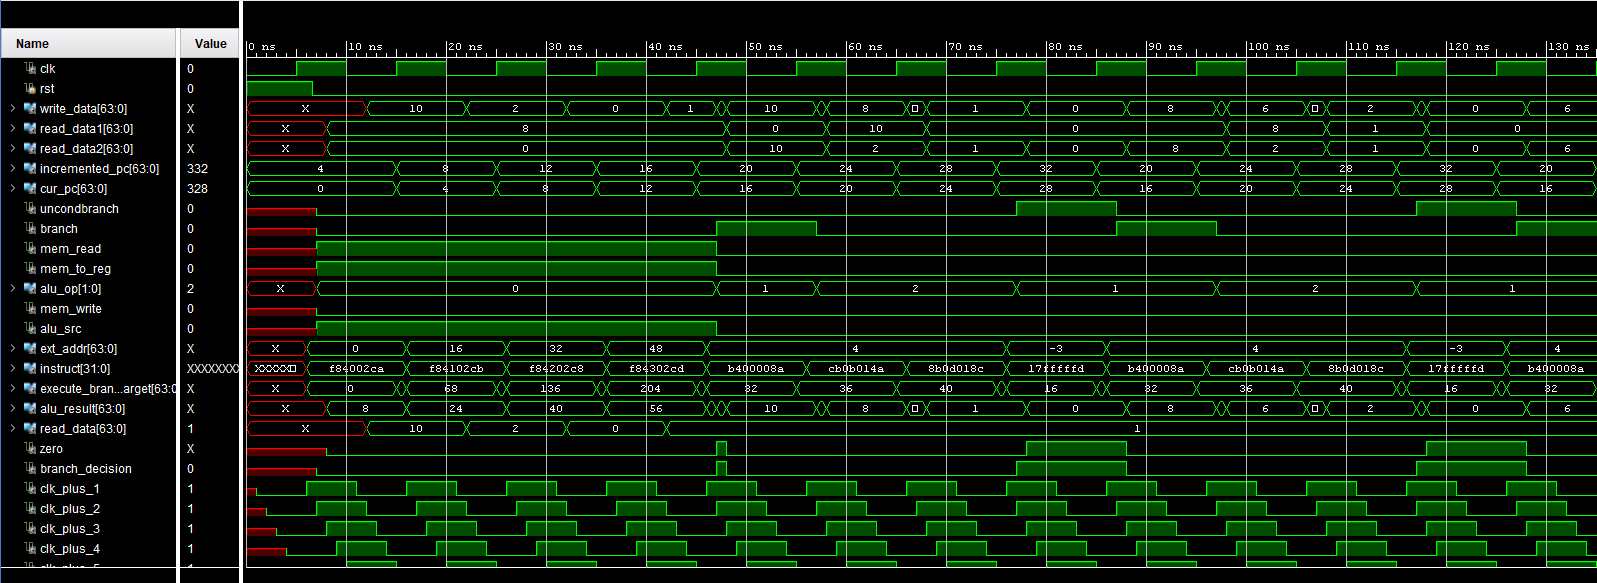 Name Value 0 ns 10 ns 20 ns 30 ns 40 ns 50 ns 60 ns 70 ns 80 ns 90 ns 100 ns 110 ns 120 ns 130 ns
clk 0
rst 0
write_data[63:0] X X 10 2 0 1 10 8 1 0 8 6 2 0 6
read_data1[63:0] X X 8 0 10 0 8 1 0
read_data2[63:0] X X 0 10 2 1 0 8 2 1 0 6
incremented_pc[63:0] 332 4 8 12 16 20 24 28 32 20 24 28 32 20
cur_pc[63:0] 328 0 4 8 12 16 20 24 28 16 20 24 28 16
uncondbranch 0
branch 0
mem_read 0
mem_to_reg 0
alu_op[1:0] 2 X 0 1 2 1 2 1
mem_write 0
alu_src 0
ext_addr[63:0] X X 0 16 32 48 4 -3 4 -3 4
instruct[31:0] XXXXXXXX XXXXX f84002ca f84102cb f84202c8 f84302cd b400008a cb0b014a 8b0d018c 17fffffd b400008a cb0b014a 8b0d018c 17fffffd b400008a
execute_bran...arget[63:0] X X 0 68 136 204 32 36 40 16 32 36 40 16 32
alu_result[63:0] X X 8 24 40 56 10 8 1 0 8 6 2 0 6
read_data[63:0] 1 X 10 2 0 1
zero X
branch_decision 0
clk_plus_1 1
clk_plus_2 1
clk_plus_3 1
clk_plus_4 1